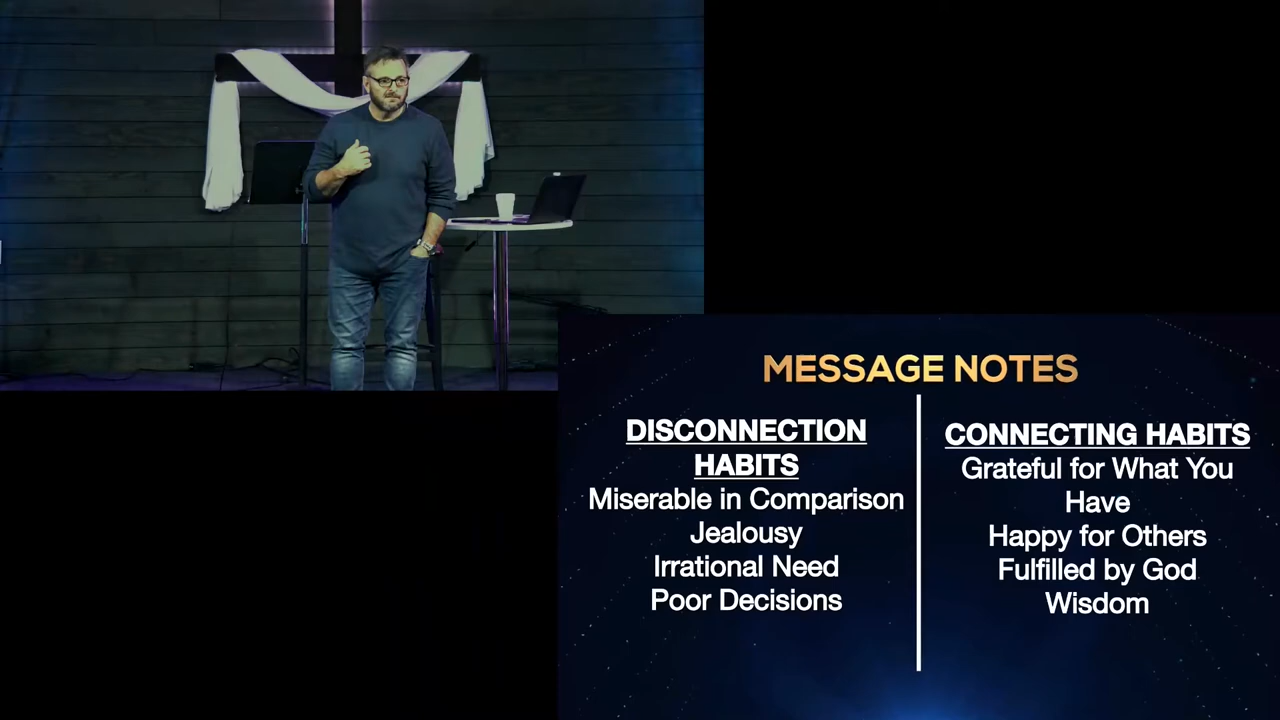 MESSAGE NOTES
DISCONNECTION
HABITS
Miserable in Comparison
Jealousy
Irrational Need
Poor Decisions
CONNECTING HABITS
Grateful for What You
Have
Happy for Others
Fulfilled by God
Wisdom